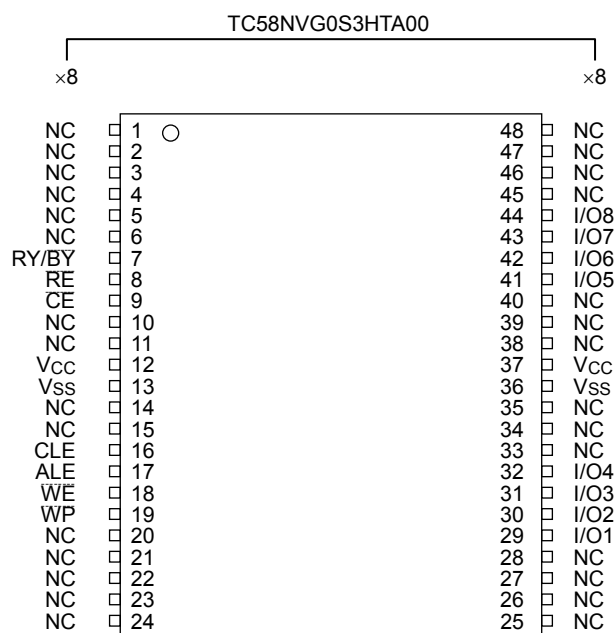 TC58NVG0S3HTA00
×8 ×8
NC 1 48 NC
NC 2 47 NC
NC 3 46 NC
NC 4 45 NC
NC 5 44 I/O8
NC 6 43 I/O7
RY/B̅Y̅ 7 42 I/O6
R̅E̅ 8 41 I/O5
C̅E̅ 9 40 NC
NC 10 39 NC
NC 11 38 NC
VCC 12 37 VCC
VSS 13 36 VSS
NC 14 35 NC
NC 15 34 NC
CLE 16 33 NC
ALE 17 32 I/O4
W̅E̅ 18 31 I/O3
W̅P̅ 19 30 I/O2
NC 20 29 I/O1
NC 21 28 NC
NC 22 27 NC
NC 23 26 NC
NC 24 25 NC